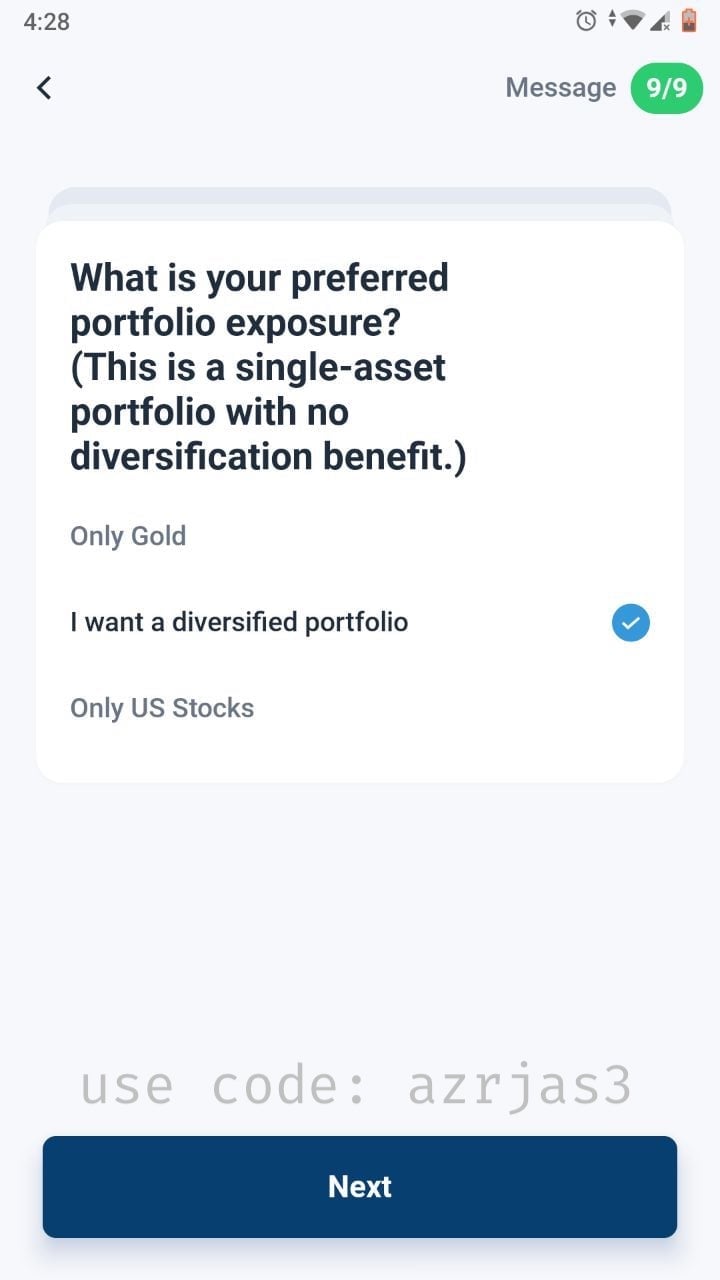 4:28
Message 9/9
What is your preferred
portfolio exposure?
(This is a single-asset
portfolio with no
diversification benefit.)
Only Gold
I want a diversified portfolio
Only US Stocks
use code: azrjas3
Next